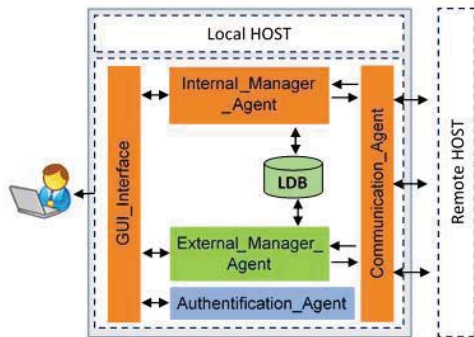 Local HOST
Internal_Manager
_Agent
GUI_Interface
LDB
Communication_Agent
Remote HOST
External_Manager_
Agent
Authentification_Agent